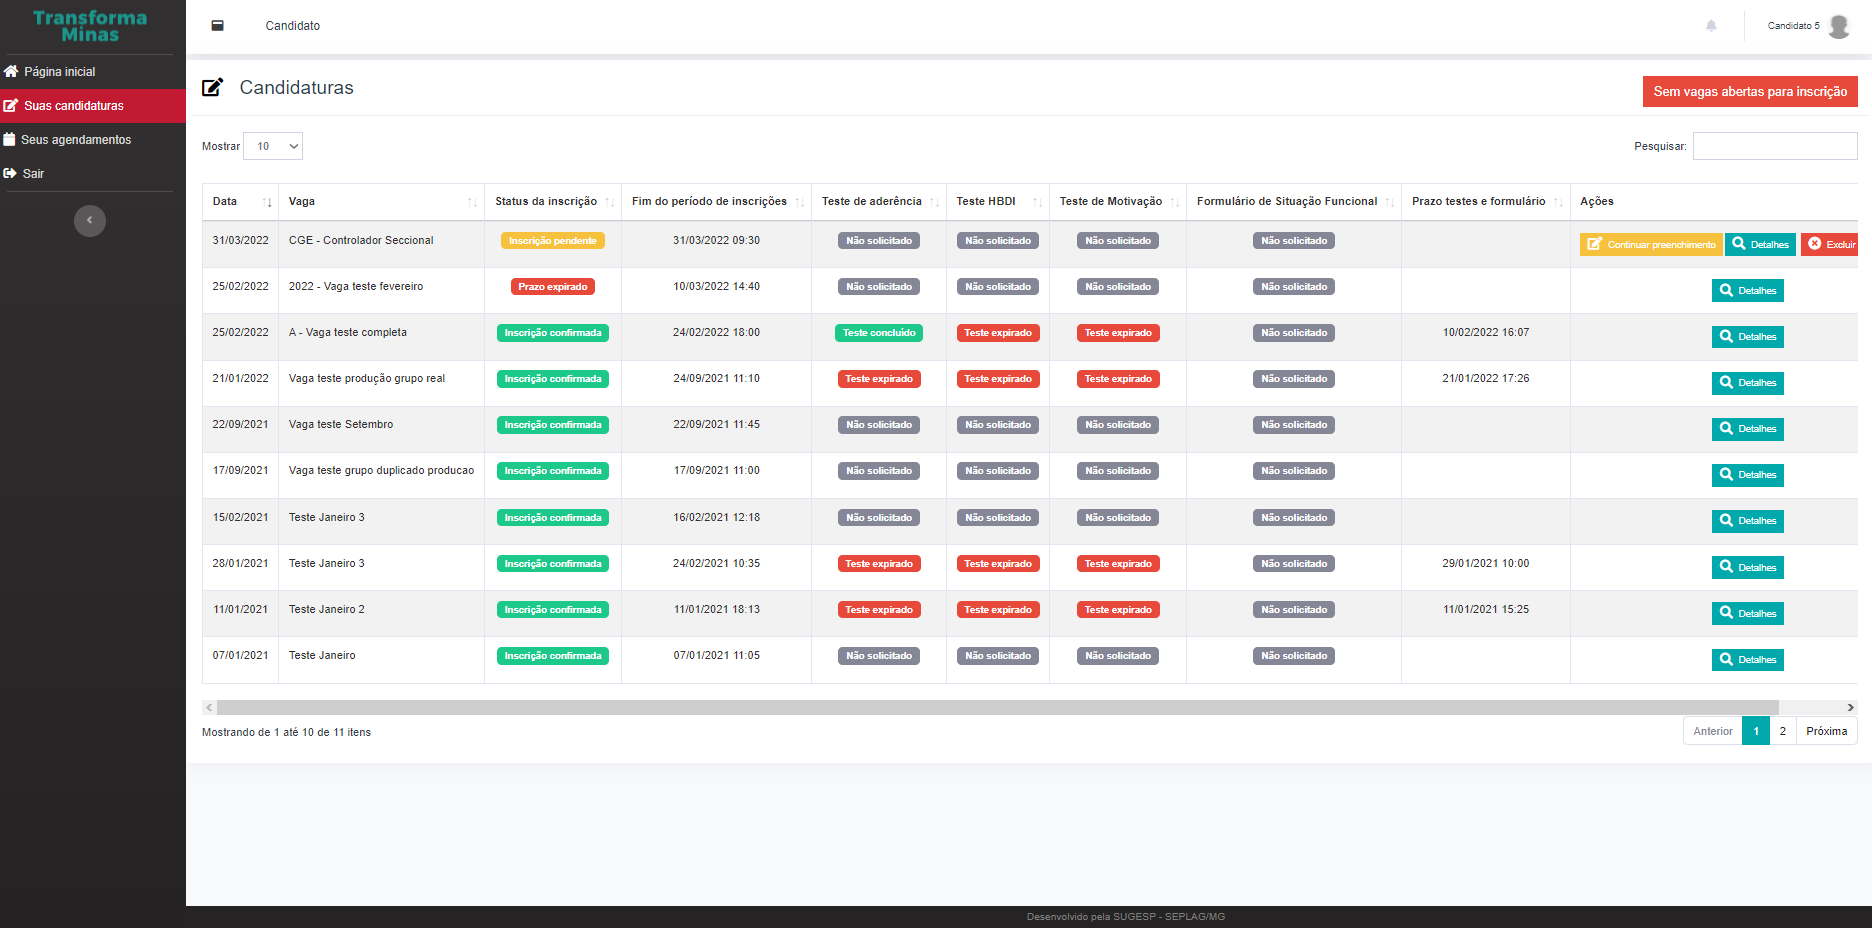 Transforma
Minas
Página inicial
Suas candidaturas
Seus agendamentos
Sair
Candidato
Candidato 5
Candidaturas
Sem vagas abertas para inscrição
Mostrar 10
Pesquisar:
Data Vaga Status da inscrição Fim do período de inscrições Teste de aderência Teste HBDI Teste de Motivação Formulário de Situação Funcional Prazo testes e formulário Ações
31/03/2022 CGE - Controlador Seccional Inscrição pendente 31/03/2022 09:30 Não solicitado Não solicitado Não solicitado Não solicitado Continuar preenchimento Detalhes Excluir
25/02/2022 2022 - Vaga teste fevereiro Prazo expirado 10/03/2022 14:40 Não solicitado Não solicitado Não solicitado Não solicitado Detalhes
25/02/2022 A - Vaga teste completa Inscrição confirmada 24/02/2022 18:00 Teste concluído Teste expirado Teste expirado Não solicitado 10/02/2022 16:07 Detalhes
21/01/2022 Vaga teste produção grupo real Inscrição confirmada 24/09/2021 11:10 Teste expirado Teste expirado Teste expirado Não solicitado 21/01/2022 17:26 Detalhes
22/09/2021 Vaga teste Setembro Inscrição confirmada 22/09/2021 11:45 Não solicitado Não solicitado Não solicitado Não solicitado Detalhes
17/09/2021 Vaga teste grupo duplicado producao Inscrição confirmada 17/09/2021 11:00 Não solicitado Não solicitado Não solicitado Não solicitado Detalhes
15/02/2021 Teste Janeiro 3 Inscrição confirmada 16/02/2021 12:18 Não solicitado Não solicitado Não solicitado Não solicitado Detalhes
28/01/2021 Teste Janeiro 3 Inscrição confirmada 24/02/2021 10:35 Teste expirado Teste expirado Teste expirado Não solicitado 29/01/2021 10:00 Detalhes
11/01/2021 Teste Janeiro 2 Inscrição confirmada 11/01/2021 18:13 Teste expirado Teste expirado Teste expirado Não solicitado 11/01/2021 15:25 Detalhes
07/01/2021 Teste Janeiro Inscrição confirmada 07/01/2021 11:05 Não solicitado Não solicitado Não solicitado Não solicitado Detalhes
Mostrando de 1 até 10 de 11 itens
Anterior 1 2 Próxima
Desenvolvido pela SUGESP - SEPLAG/MG